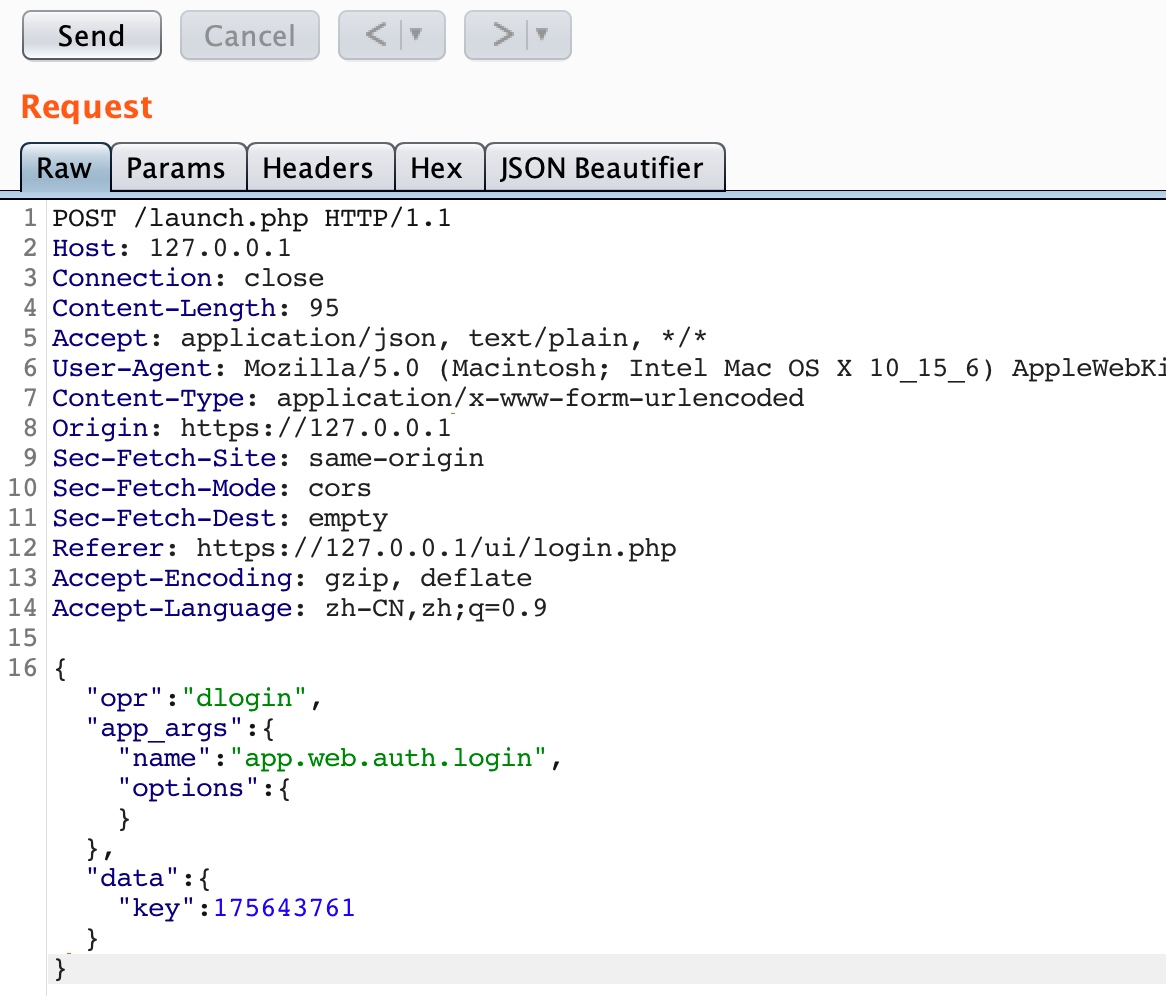 Send Cancel < ▼ > ▼
Request
Raw Params Headers Hex JSON Beautifier
1 POST /launch.php HTTP/1.1
2 Host: 127.0.0.1
3 Connection: close
4 Content-Length: 95
5 Accept: application/json, text/plain, */*
6 User-Agent: Mozilla/5.0 (Macintosh; Intel Mac OS X 10_15_6) AppleWebKi
7 Content-Type: application/x-www-form-urlencoded
8 Origin: https://127.0.0.1
9 Sec-Fetch-Site: same-origin
10 Sec-Fetch-Mode: cors
11 Sec-Fetch-Dest: empty
12 Referer: https://127.0.0.1/ui/login.php
13 Accept-Encoding: gzip, deflate
14 Accept-Language: zh-CN,zh;q=0.9
15
16 {
"opr":"dlogin",
"app_args":{
"name":"app.web.auth.login",
"options":{
}
},
"data":{
"key":175643761
}
}